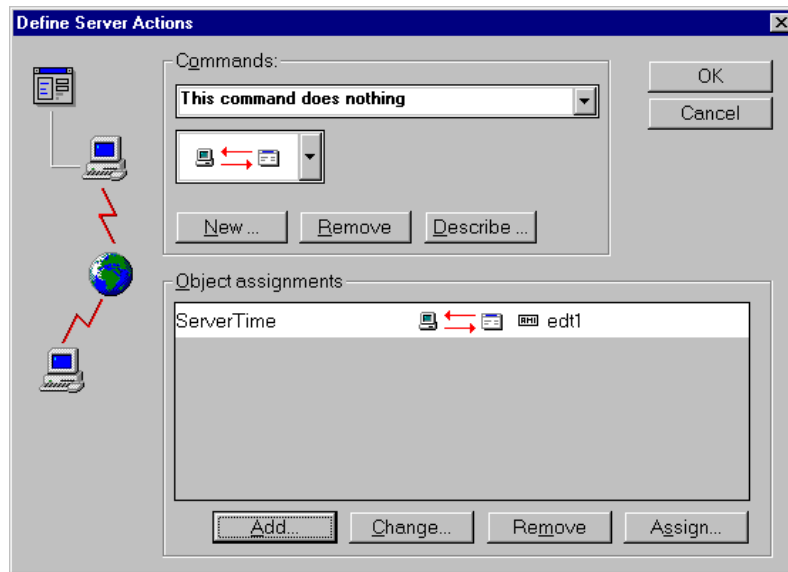 Define Server Actions
Commands:
This command does nothing
New ...
Remove
Describe ...
OK
Cancel
Object assignments
ServerTime
edt1
Add...
Change...
Remove
Assign...